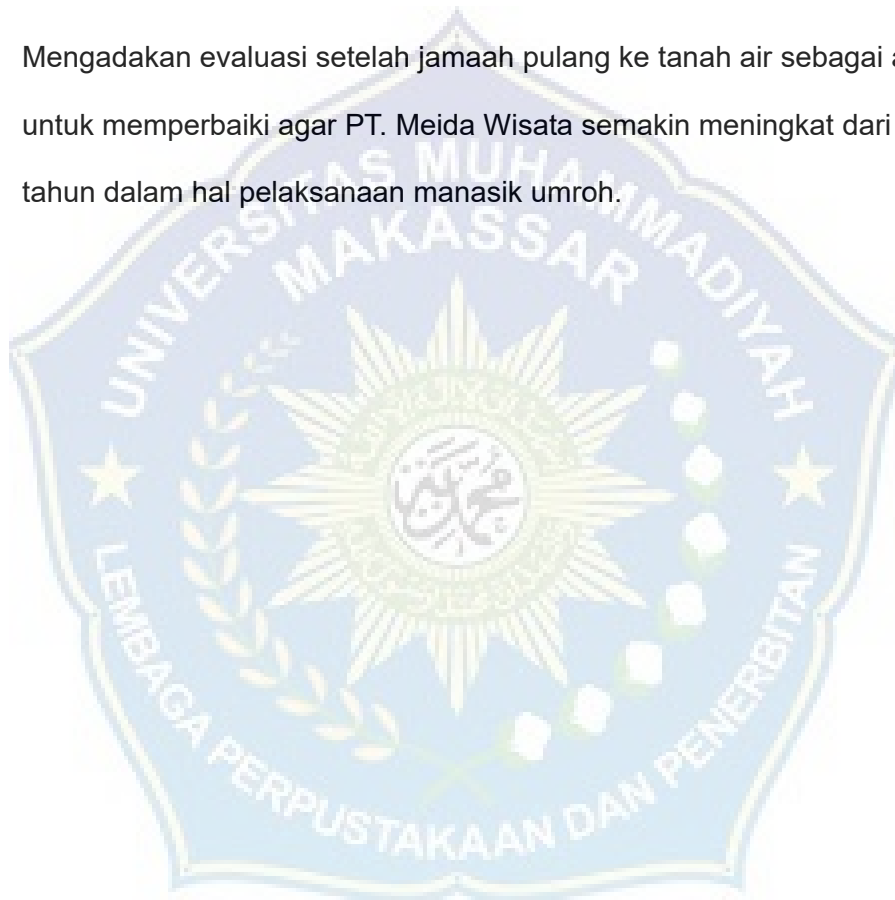 Mengadakan evaluasi setelah jamaah pulang ke tanah air sebagai
untuk memperbaiki agar PT. Meida Wisata semakin meningkat dari
tahun dalam hal pelaksanaan manasik umroh.
UNIVERSITAS MUHAMMADIYAH
MAKASSAR
محمدية
LEMBAGA PERPUSTAKAAN DAN PENERBITAN